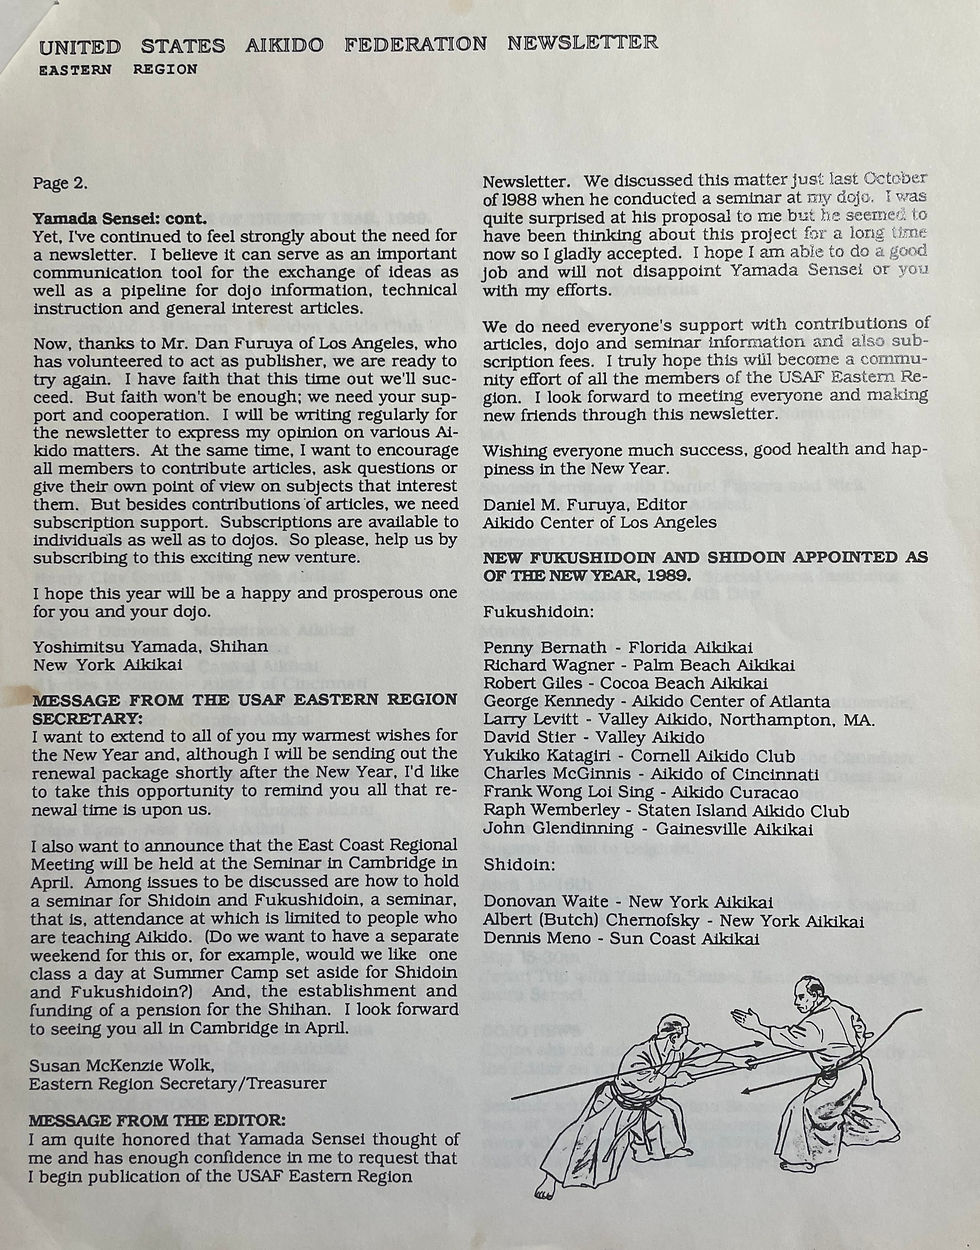 UNITED STATES AIKIDO FEDERATION NEWSLETTER
EASTERN REGION
Page 2.
Yamada Sensei: cont.
Yet, I've continued to feel strongly about the need for
a newsletter. I believe it can serve as an important
communication tool for the exchange of ideas as
well as a pipeline for dojo information, technical
instruction and general interest articles.
Now, thanks to Mr. Dan Furuya of Los Angeles, who
has volunteered to act as publisher, we are ready to
try again. I have faith that this time out we'll suc-
ceed. But faith won't be enough; we need your sup-
port and cooperation. I will be writing regularly for
the newsletter to express my opinion on various Ai-
kido matters. At the same time, I want to encourage
all members to contribute articles, ask questions or
give their own point of view on subjects that interest
them. But besides contributions of articles, we need
subscription support. Subscriptions are available to
individuals as well as to dojos. So please, help us by
subscribing to this exciting new venture.
I hope this year will be a happy and prosperous one
for you and your dojo.
Yoshimitsu Yamada, Shihan
New York Aikikai
MESSAGE FROM THE USAF EASTERN REGION
SECRETARY:
I want to extend to all of you my warmest wishes for
the New Year and, although I will be sending out the
renewal package shortly after the New Year, I'd like
to take this opportunity to remind you all that re-
newal time is upon us.
I also want to announce that the East Coast Regional
Meeting will be held at the Seminar in Cambridge in
April. Among issues to be discussed are how to hold
a seminar for Shidoin and Fukushidoin, a seminar,
that is, attendance at which is limited to people who
are teaching Aikido. (Do we want to have a separate
weekend for this or, for example, would we like one
class a day at Summer Camp set aside for Shidoin
and Fukushidoin?) And, the establishment and
funding of a pension for the Shihan. I look forward
to seeing you all in Cambridge in April.
Susan McKenzie Wolk,
Eastern Region Secretary/Treasurer
MESSAGE FROM THE EDITOR:
I am quite honored that Yamada Sensei thought of
me and has enough confidence in me to request that
I begin publication of the USAF Eastern Region
Newsletter. We discussed this matter just last October
of 1988 when he conducted a seminar at my dojo. I was
quite surprised at his proposal to me but he seemed to
have been thinking about this project for a long time
now so I gladly accepted. I hope I am able to do a good
job and will not disappoint Yamada Sensei or you
with my efforts.
We do need everyone's support with contributions of
articles, dojo and seminar information and also sub-
scription fees. I truly hope this will become a commu-
nity effort of all the members of the USAF Eastern Re-
gion. I look forward to meeting everyone and making
new friends through this newsletter.
Wishing everyone much success, good health and hap-
piness in the New Year.
Daniel M. Furuya, Editor
Aikido Center of Los Angeles
NEW FUKUSHIDOIN AND SHIDOIN APPOINTED AS
OF THE NEW YEAR, 1989.
Fukushidoin:
Penny Bernath - Florida Aikikai
Richard Wagner - Palm Beach Aikikai
Robert Giles - Cocoa Beach Aikikai
George Kennedy - Aikido Center of Atlanta
Larry Levitt - Valley Aikido, Northampton, MA.
David Stier - Valley Aikido
Yukiko Katagiri - Cornell Aikido Club
Charles McGinnis - Aikido of Cincinnati
Frank Wong Loi Sing - Aikido Curacao
Raph Wemberley - Staten Island Aikido Club
John Glendinning - Gainesville Aikikai
Shidoin:
Donovan Waite - New York Aikikai
Albert (Butch) Chernofsky - New York Aikikai
Dennis Meno - Sun Coast Aikikai